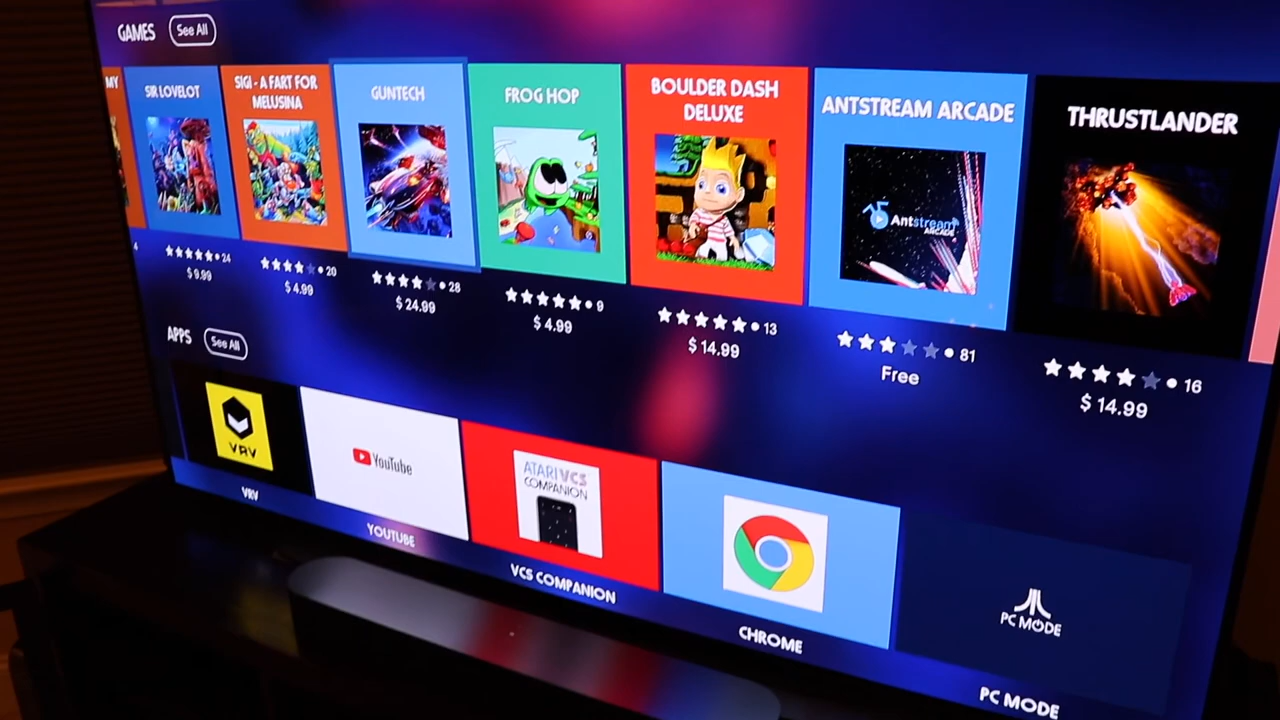 GAMES
See All
MY
SIR LOVELOT
SIGI - A FART FOR
MELUSINA
GUNTECH
FROG HOP
BOULDER DASH
DELUXE
ANTSTREAM ARCADE
THRUSTLANDER
Antstream
ARCADE
4
24
$ 9.99
20
$ 4.99
28
$ 24.99
9
$ 4.99
13
$ 14.99
81
Free
16
$ 14.99
APPS
See All
VRV
VRV
YouTube
YOUTUBE
ATARI VCS
COMPANION
VCS COMPANION
CHROME
PC MODE
PC MODE